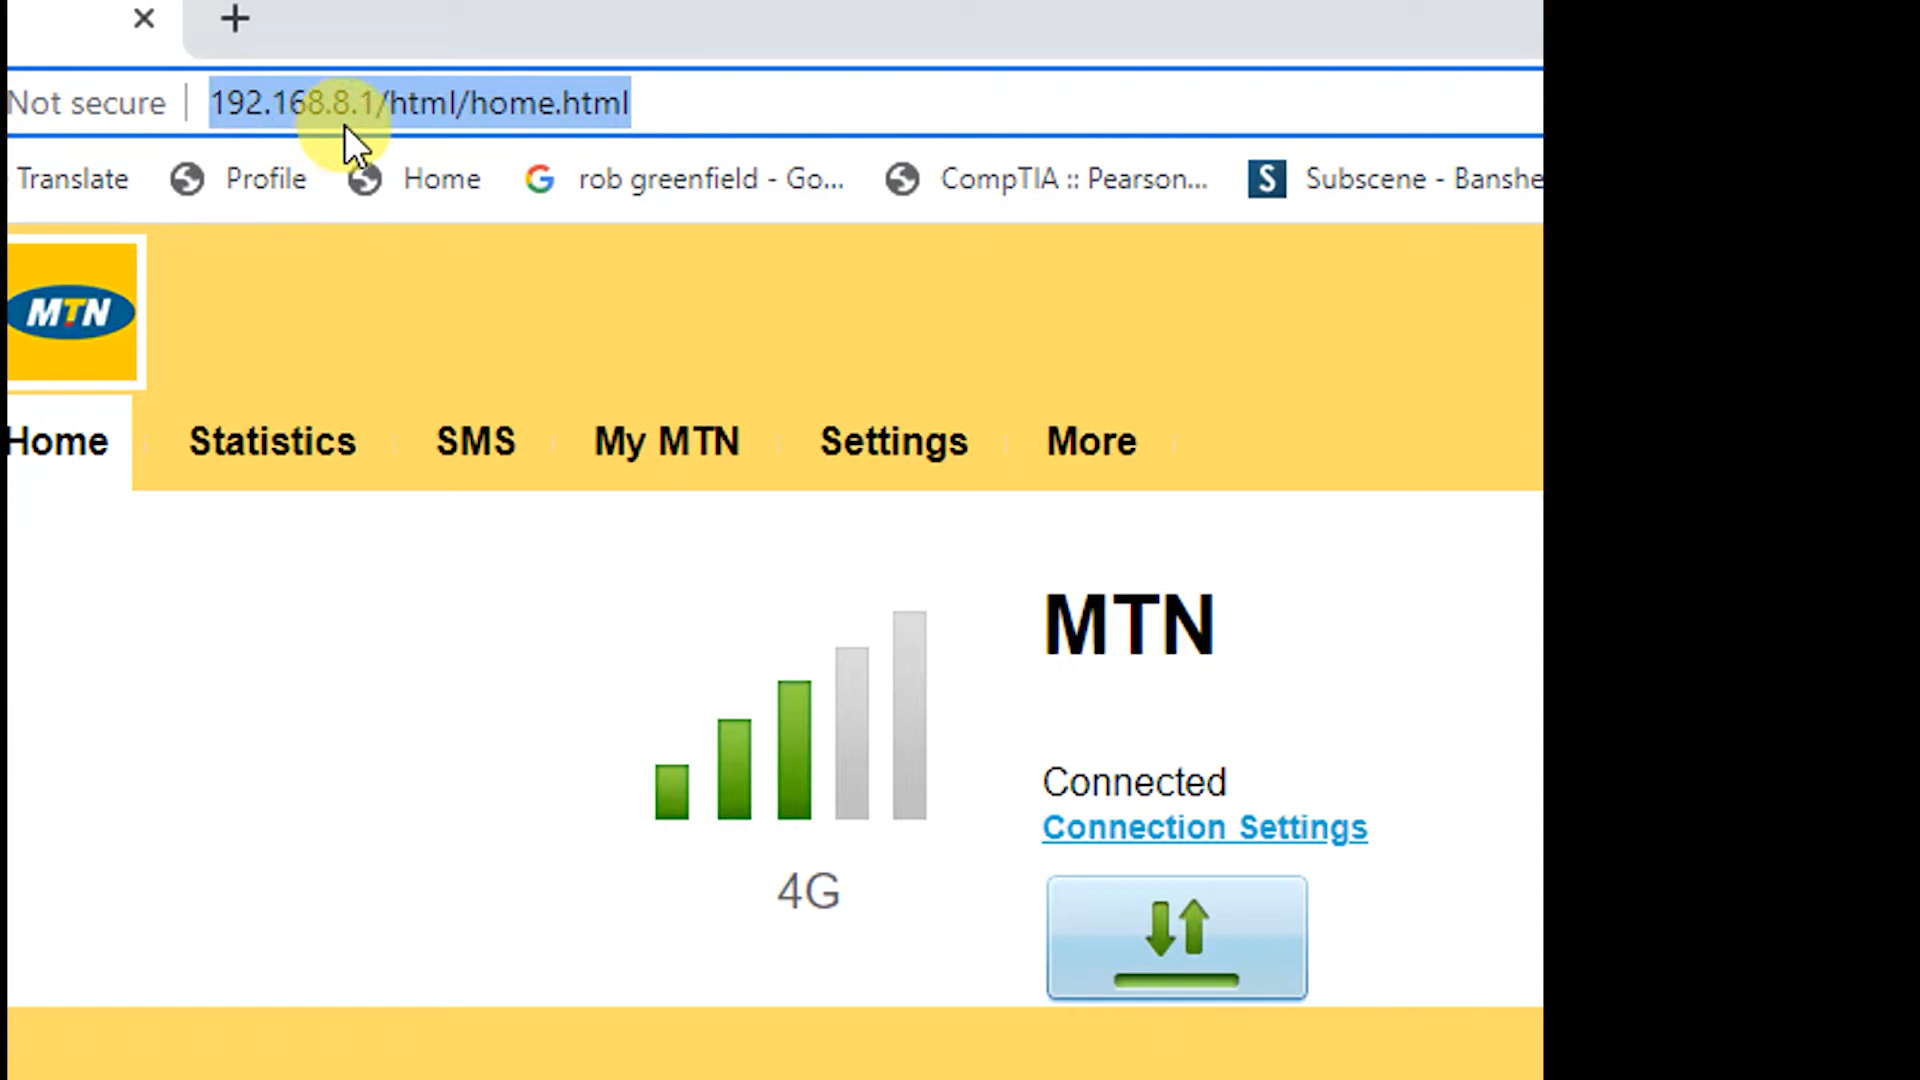 Not secure | 192.168.8.1/html/home.html
Translate Profile Home G rob greenfield - Go... CompTIA :: Pearson... S Subscene - Banshe
MTN
Home Statistics SMS My MTN Settings More
MTN
Connected
Connection Settings
4G